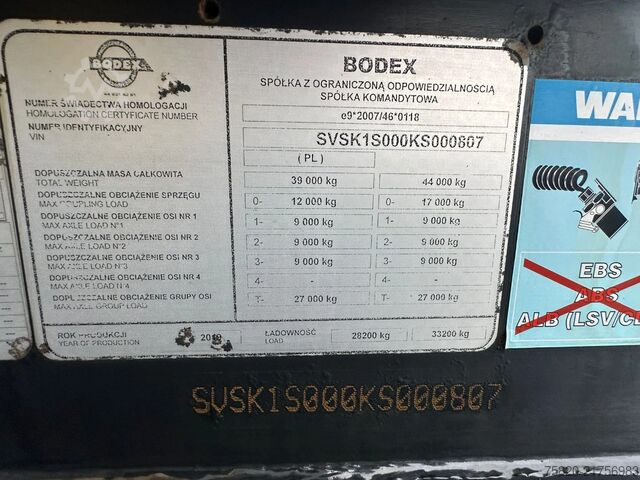 BODEX
BODEX
SPÓŁKA Z OGRANICZONĄ ODPOWIEDZIALNOŚCIĄ
SPÓŁKA KOMANDYTOWA
NUMER ŚWIADECTWA HOMOLOGACJI
HOMOLOGATION CERTIFICATE NUMBER
e9*2007/46*0118
NUMER IDENTYFIKACYJNY
VIN
SVSK1S000KS000807
(PL)
DOPUSZCZALNA MASA CAŁKOWITA
TOTAL WEIGHT
39 000 kg 44 000 kg
DOPUSZCZALNE OBCIĄŻENIE SPRZĘGU
MAX COUPLING LOAD
0- 12 000 kg 0- 17 000 kg
DOPUSZCZALNE OBCIĄŻENIE OSI NR 1
MAX AXLE LOAD N°1
1- 9 000 kg 1- 9 000 kg
DOPUSZCZALNE OBCIĄŻENIE OSI NR 2
MAX AXLE LOAD N°2
2- 9 000 kg 2- 9 000 kg
DOPUSZCZALNE OBCIĄŻENIE OSI NR 3
MAX AXLE LOAD N°3
3- 9 000 kg 3- 9 000 kg
DOPUSZCZALNE OBCIĄŻENIE OSI NR 4
MAX AXLE LOAD N°4
4- - 4- -
DOPUSZCZALNE OBCIĄŻENIE GRUPY OSI
MAX AXLE GROUP LOAD
T- 27 000 kg T- 27 000 kg
ROK PRODUKCJI
YEAR OF PRODUCTION
ŁADOWNOŚĆ
LOAD
28200 kg 33200 kg
SVSK1S000KS000807
WA
EBS
ABS
ALB (LSV/C
75820-21756983